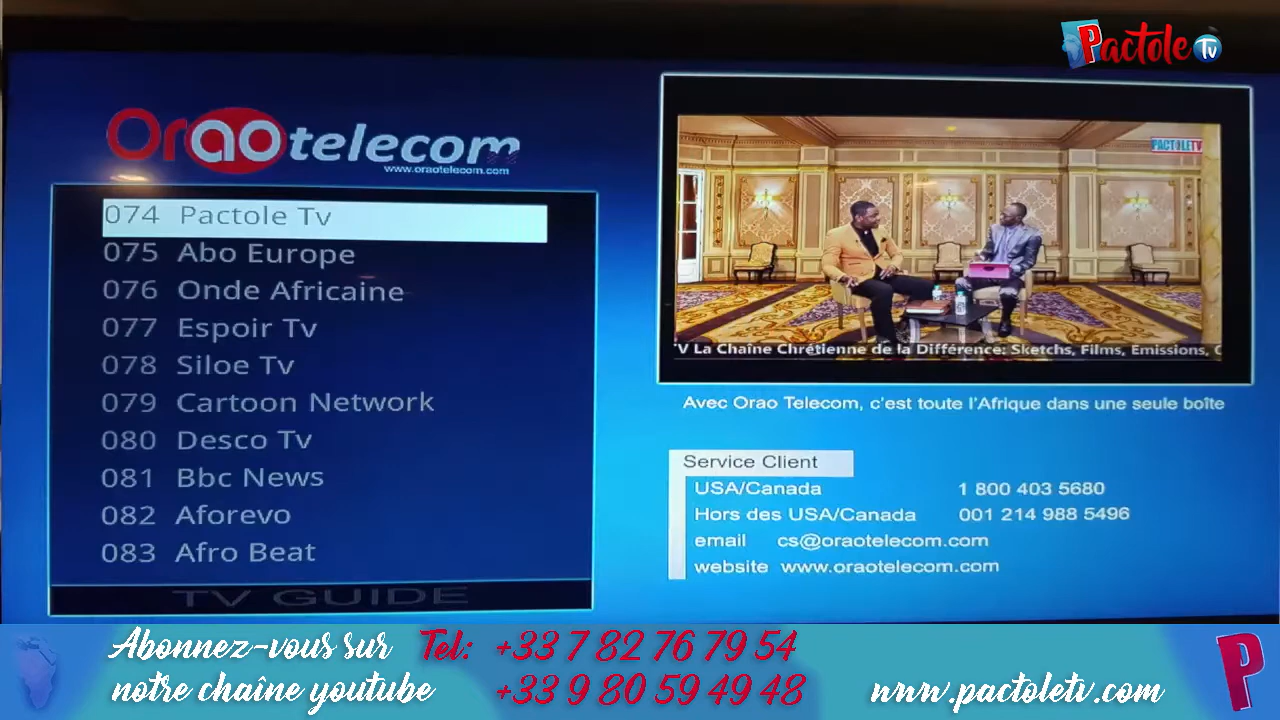 Pactole Tv
Orao telecom
www.oraotelecom.com
074 Pactole Tv
075 Abo Europe
076 Onde Africaine
077 Espoir Tv
078 Siloe Tv
079 Cartoon Network
080 Desco Tv
081 Bbc News
082 Aforevo
083 Afro Beat
TV GUIDE
PACTOLETV
TV La Chaîne Chrétienne de la Différence: Sketchs, Films, Emissions, C
Avec Orao Telecom, c'est toute l'Afrique dans une seule boîte
Service Client
USA/Canada 1 800 403 5680
Hors des USA/Canada 001 214 988 5496
email cs@oraotelecom.com
website www.oraotelecom.com
Abonnez-vous sur
notre chaîne youtube
Tel: +33 7 82 76 79 54
+33 9 80 59 49 48
www.pactoletv.com
P